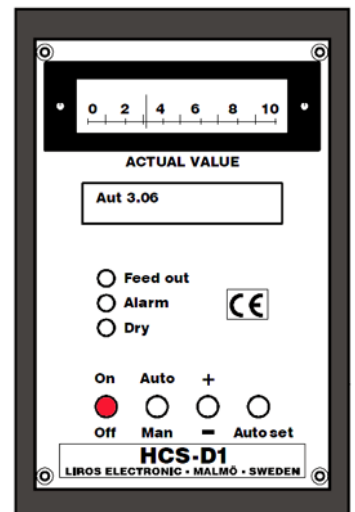 0 2 4 6 8 10
ACTUAL VALUE
Aut 3.06
Feed out
Alarm
CE
Dry
On Auto +
Off Man − Auto set
HCS-D1
LIROS ELECTRONIC • MALMÖ • SWEDEN